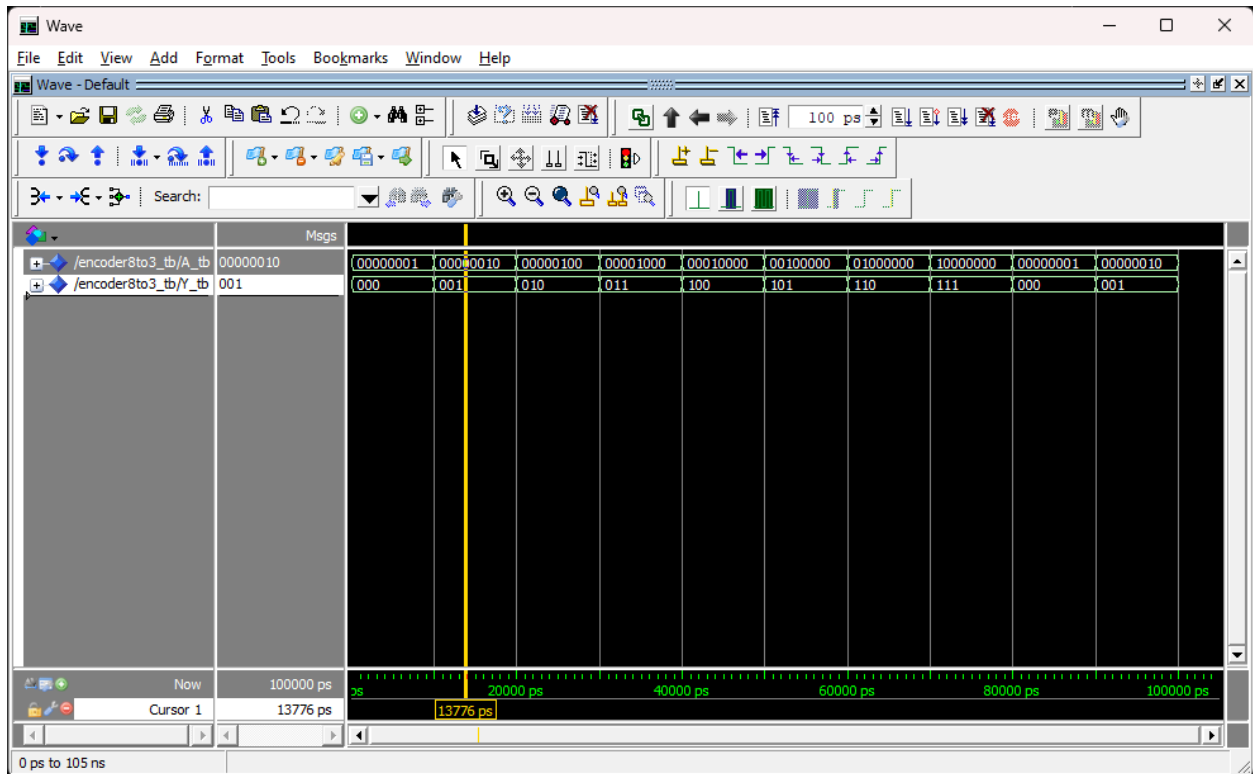 Wave
File Edit View Add Format Tools Bookmarks Window Help
Wave - Default
100 ps
Search:
Msgs
/encoder8to3_tb/A_tb 00000010 00000001 00000010 00000100 00001000 00010000 00100000 01000000 10000000 00000001 00000010
/encoder8to3_tb/Y_tb 001 000 001 010 011 100 101 110 111 000 001
Now 100000 ps ps 20000 ps 40000 ps 60000 ps 80000 ps 100000 ps
Cursor 1 13776 ps 13776 ps
0 ps to 105 ns